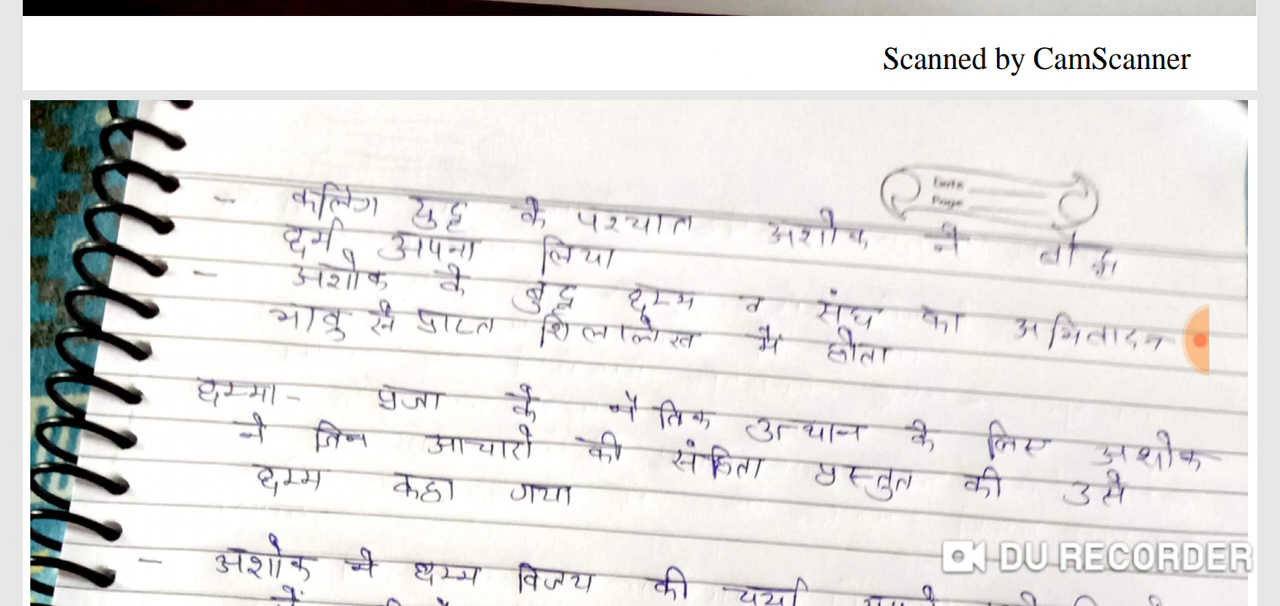 Scanned by CamScanner
Date
Page
- कलिंग युद्ध के पश्चात अशोक ने बौद्ध
धर्म अपना लिया
- अशोक के बुद्ध धम्म व संघ का अभिवादन
भाब्रु से प्राप्त शिलालेख में होता
धम्मा - प्रजा के नैतिक उत्थान के लिए अशोक
ने जिन आचारों की संहिता प्रस्तुत की उसे
धम्म कहा गया
DU RECORDER
- अशोक ने धम्म विजय की चर्चा